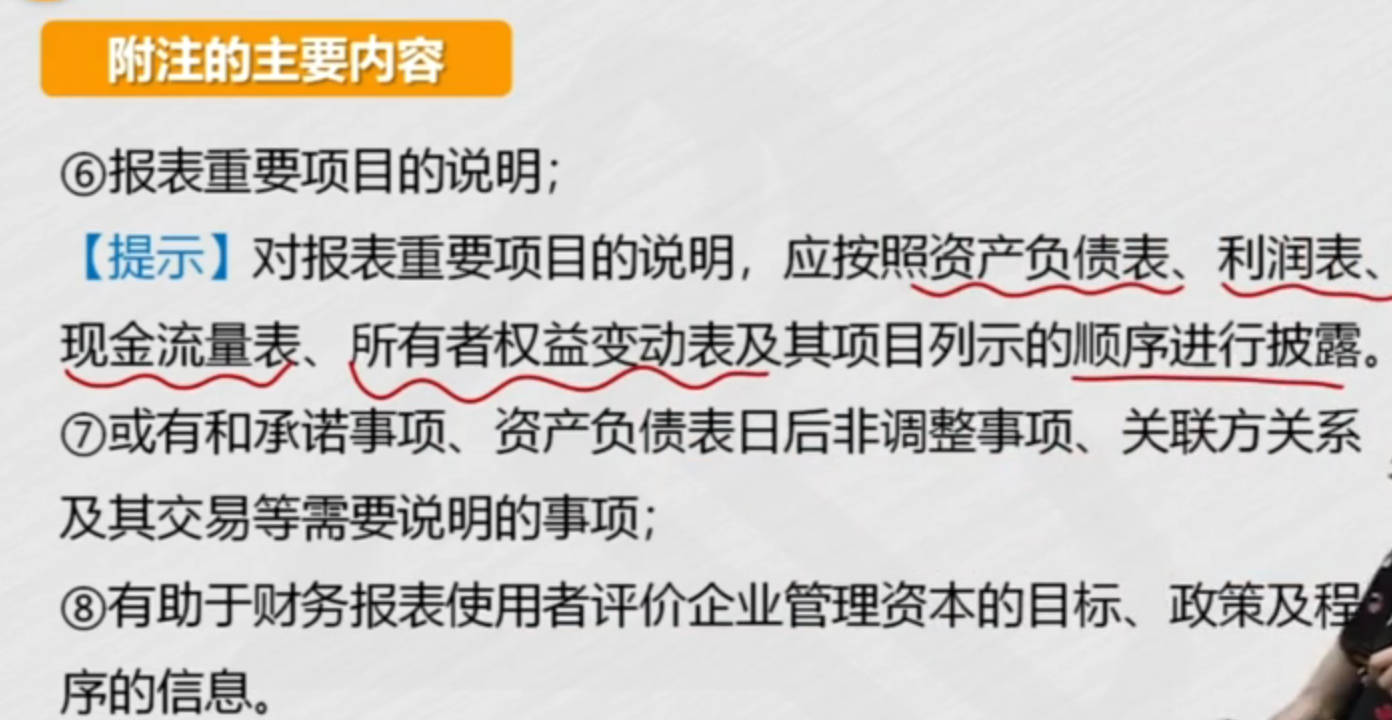 附注的主要内容
⑥报表重要项目的说明；
【提示】对报表重要项目的说明，应按照资产负债表、利润表、
现金流量表、所有者权益变动表及其项目列示的顺序进行披露。
⑦或有和承诺事项、资产负债表日后非调整事项、关联方关系
及其交易等需要说明的事项；
⑧有助于财务报表使用者评价企业管理资本的目标、政策及程
序的信息。